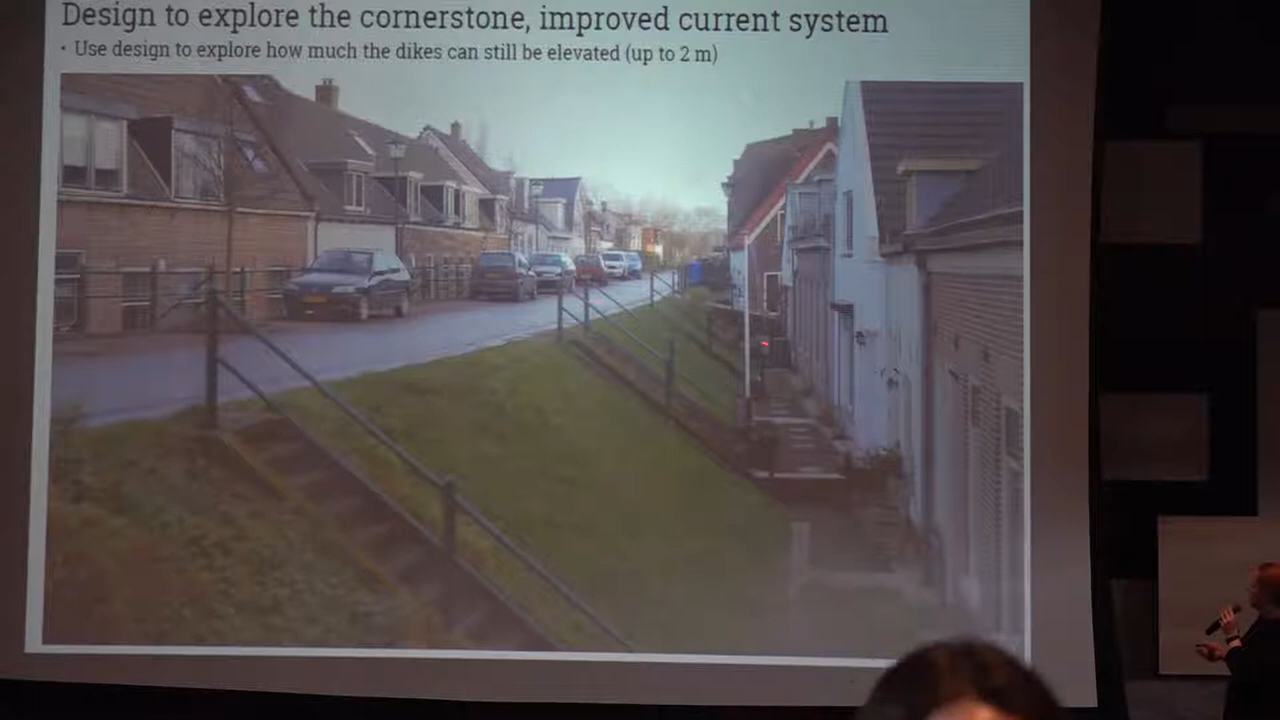 Design to explore the cornerstone, improved current system
• Use design to explore how much the dikes can still be elevated (up to 2 m)